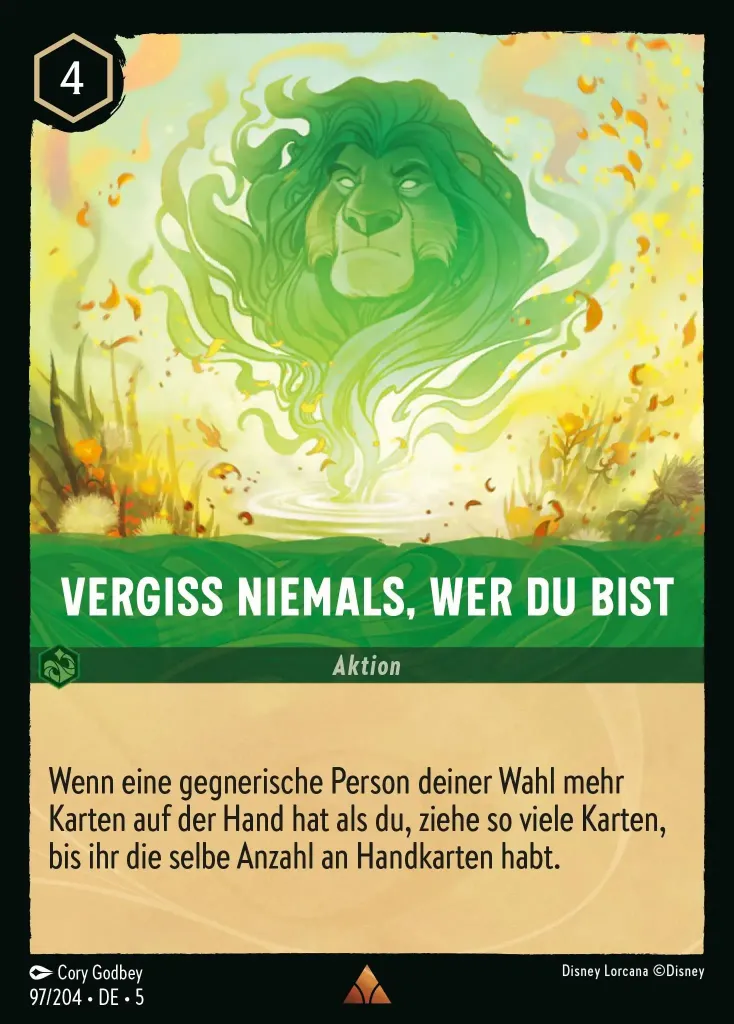 4
VERGISS NIEMALS, WER DU BIST
Aktion
Wenn eine gegnerische Person deiner Wahl mehr
Karten auf der Hand hat als du, ziehe so viele Karten,
bis ihr die selbe Anzahl an Handkarten habt.
Cory Godbey
Disney Lorcana ©Disney
97/204 • DE • 5